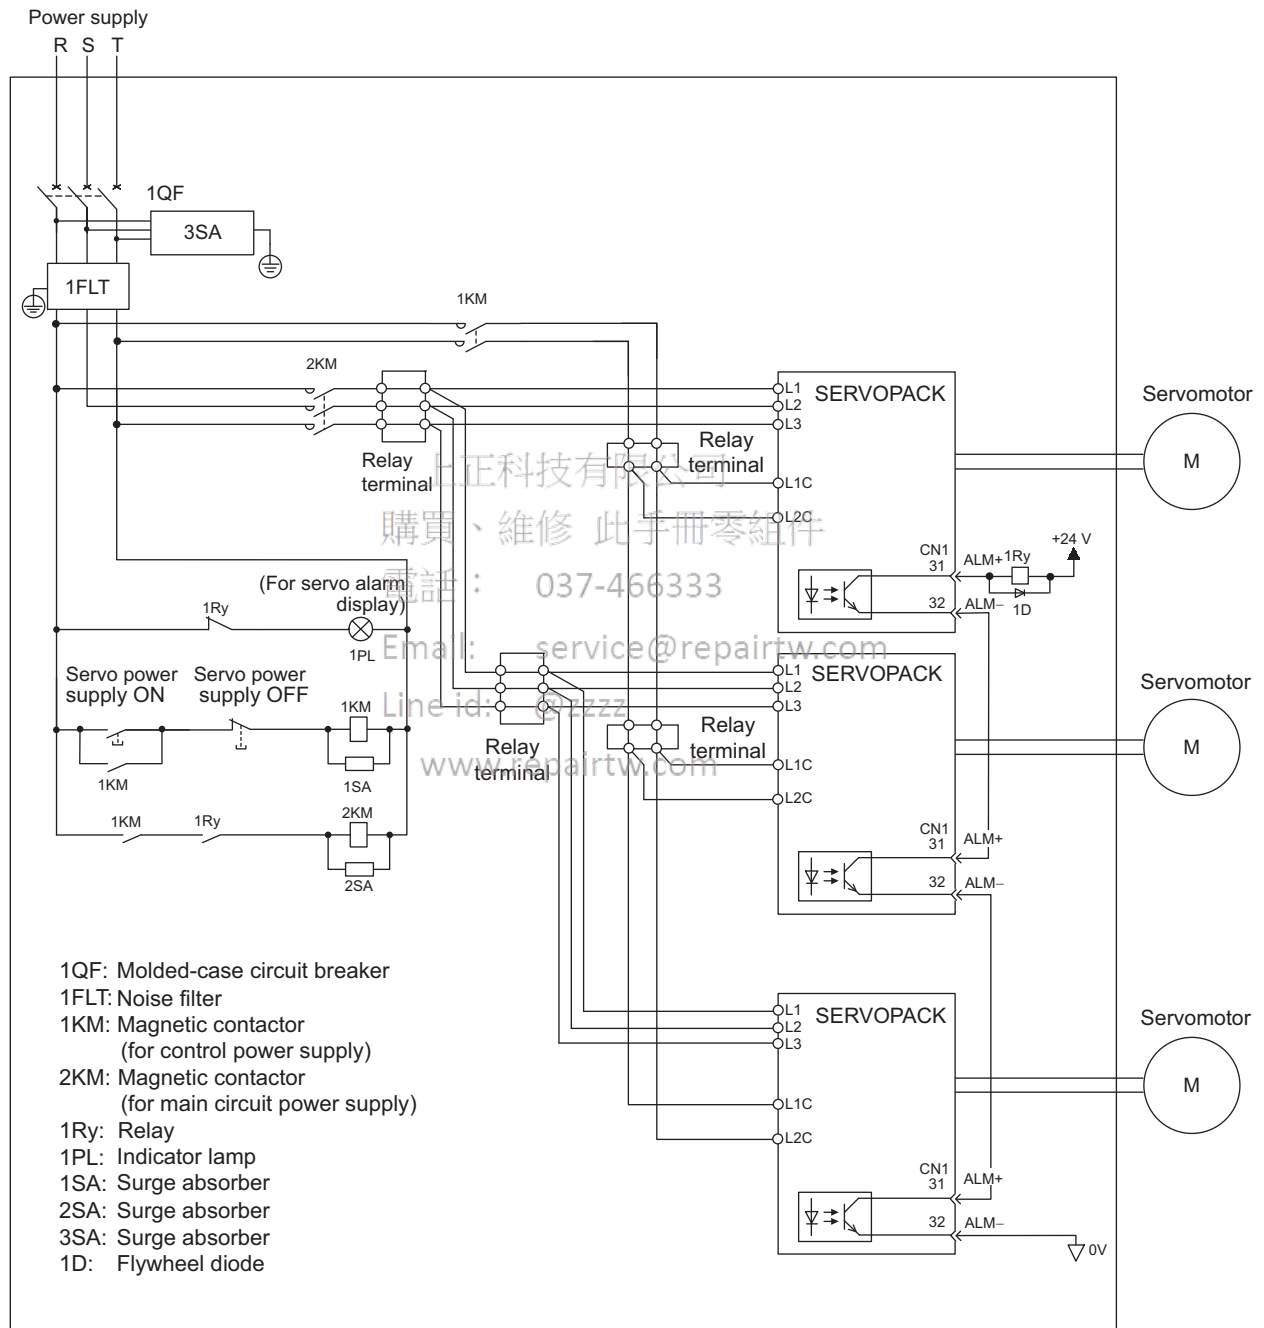 Power supply
R S T
1QF
3SA
1FLT
1KM
2KM
L1
L2
L3
SERVOPACK
Servomotor
M
Relay
terminal
Relay
terminal
L1C
L2C
CN1
31
ALM+
1Ry
+24 V
1D
32
ALM–
上正科技有限公司
購買、維修 此手冊零組件
電話： 037-466333
Email: service@repairtw.com
Line id: @zzzz
www.repairtw.com
(For servo alarm
display)
1Ry
1PL
Servo power
supply ON
Servo power
supply OFF
1KM
1KM
1SA
1KM
1Ry
2KM
2SA
L1
L2
L3
SERVOPACK
Servomotor
M
Relay
terminal
Relay
terminal
L1C
L2C
CN1
31
ALM+
32
ALM–
L1
L2
L3
SERVOPACK
Servomotor
M
L1C
L2C
CN1
31
ALM+
32
ALM–
0V
1QF: Molded-case circuit breaker
1FLT: Noise filter
1KM: Magnetic contactor
(for control power supply)
2KM: Magnetic contactor
(for main circuit power supply)
1Ry: Relay
1PL: Indicator lamp
1SA: Surge absorber
2SA: Surge absorber
3SA: Surge absorber
1D: Flywheel diode